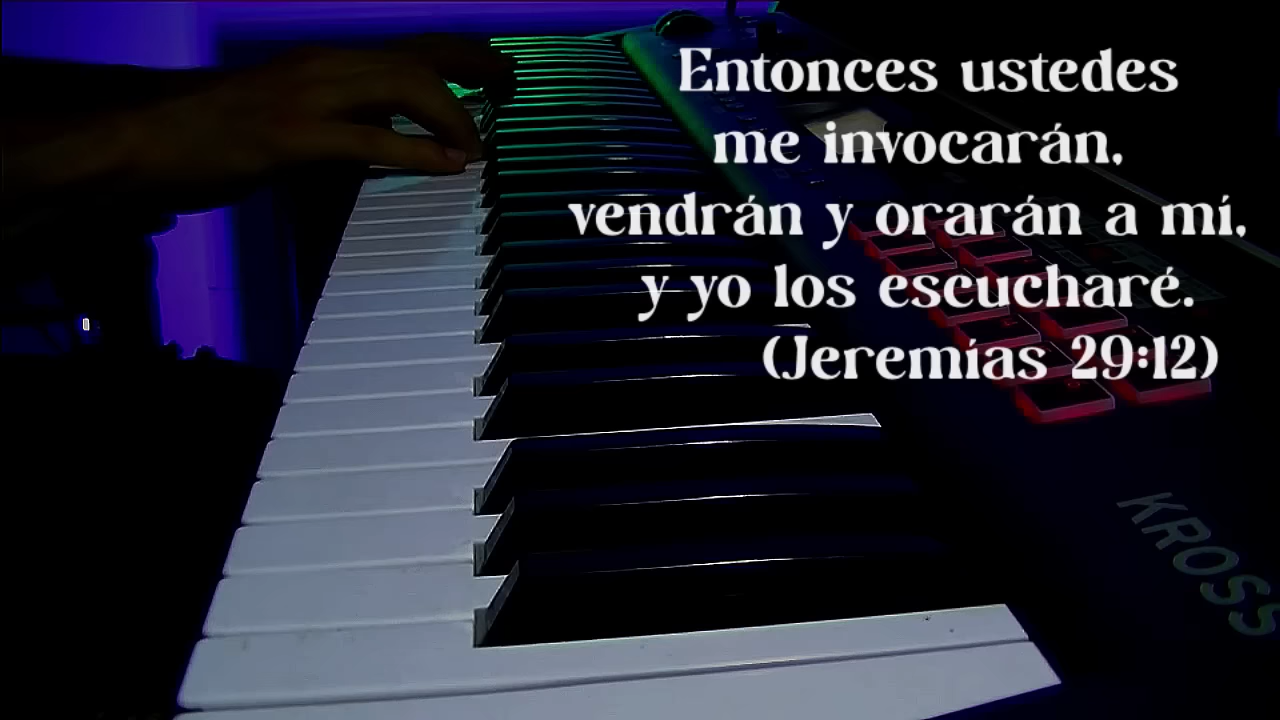 Entonces ustedes
me invocarán,
vendrán y orarán a mí,
y yo los escucharé.
(Jeremías 29:12)
KROSS